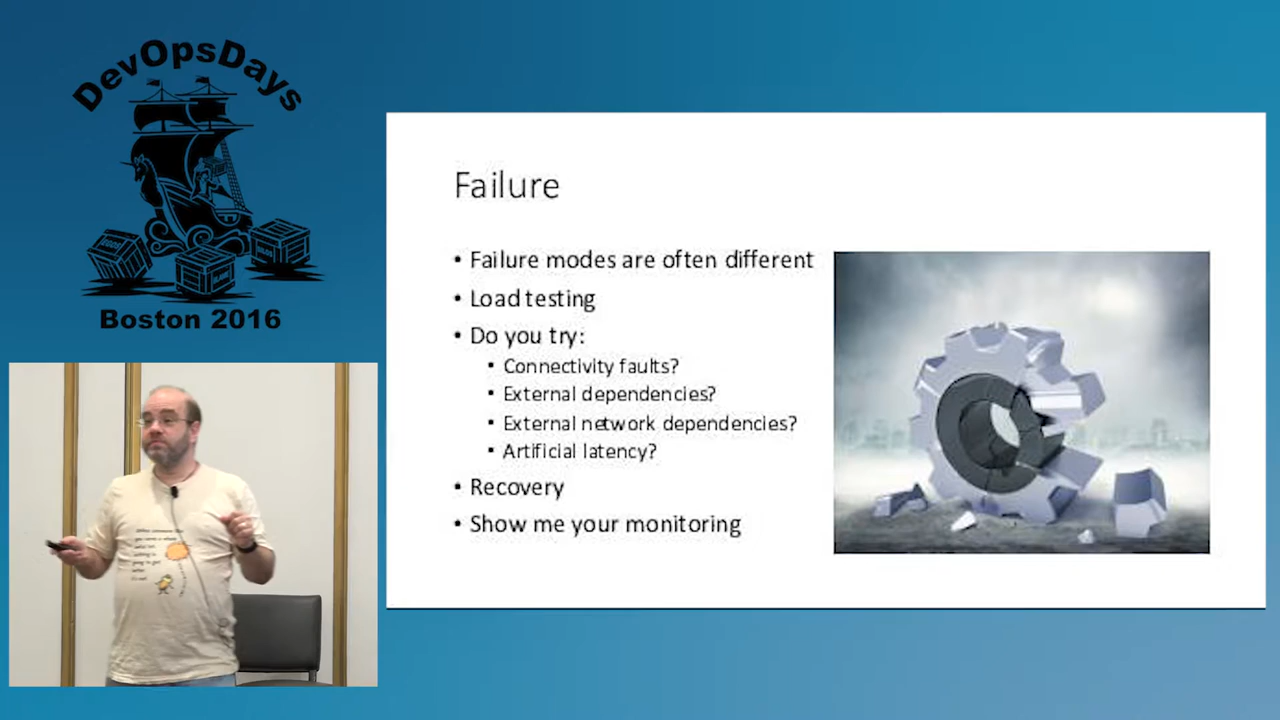 DevOpsDays
Boston 2016
Failure
• Failure modes are often different
• Load testing
• Do you try:
▪ Connectivity faults?
▪ External dependencies?
▪ External network dependencies?
▪ Artificial latency?
• Recovery
• Show me your monitoring